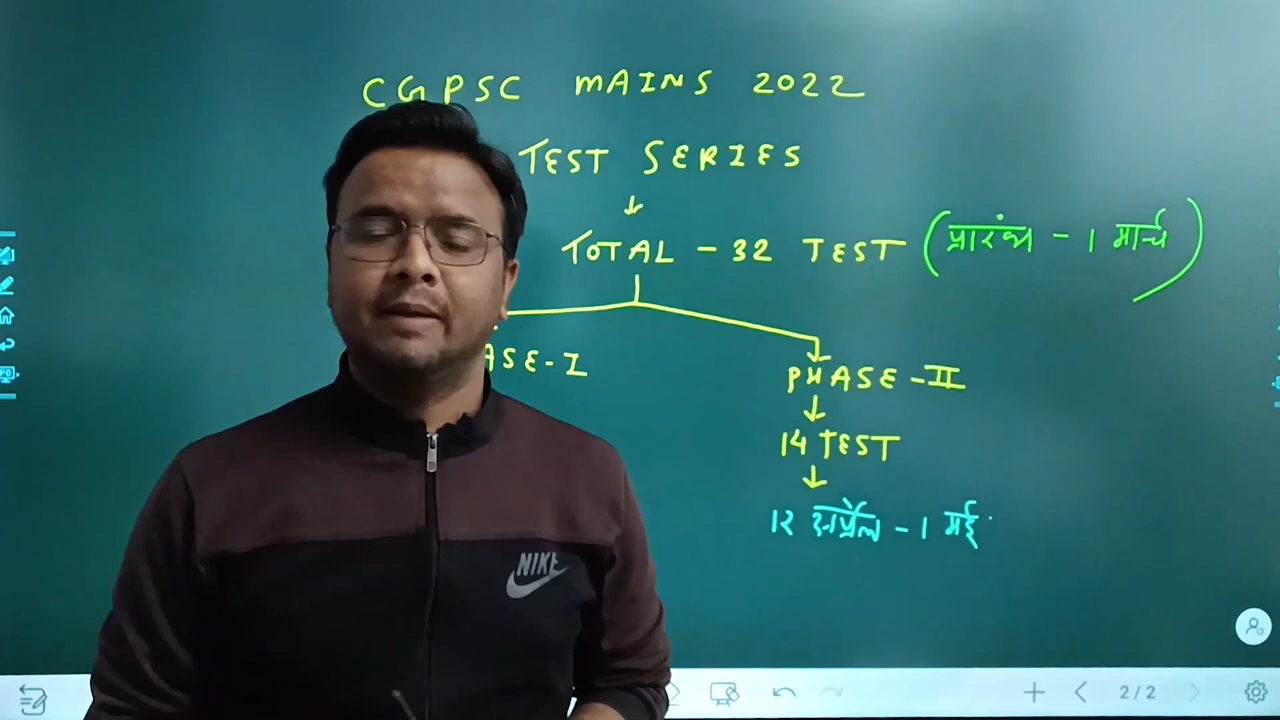 CGPSC MAINS 2022
TEST SERIES
TOTAL - 32 TEST (प्रारंभ - 1 मार्च)
ASE-I
PHASE-II
14 TEST
12 अप्रैल - 1 मई
NIKE
2/2